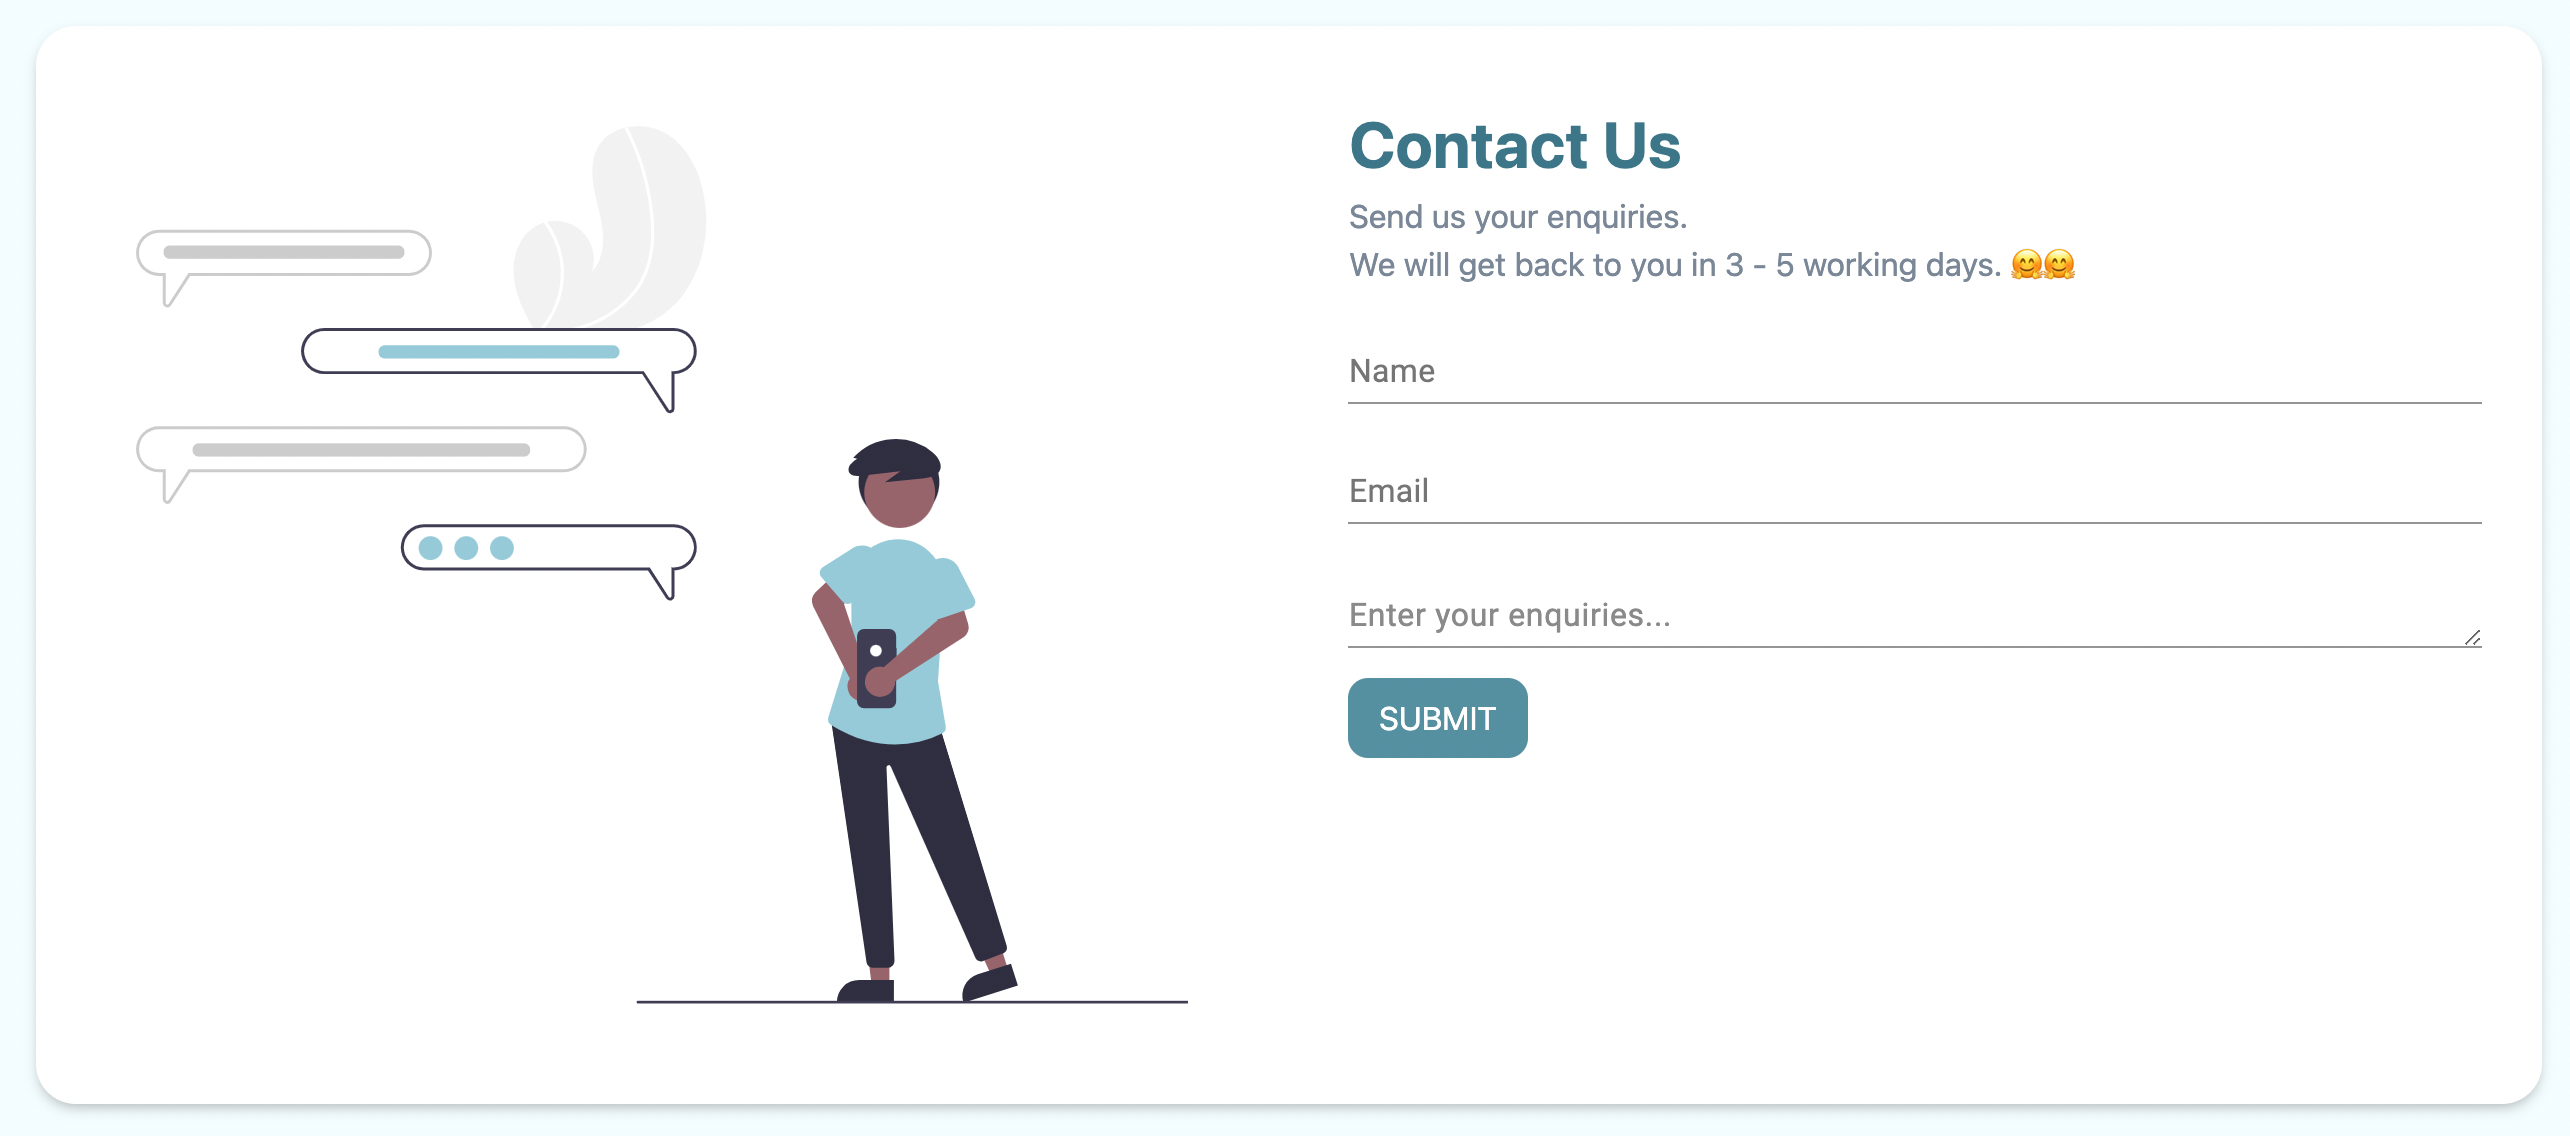 Contact Us
Send us your enquiries.
We will get back to you in 3 - 5 working days. 🤗🤗
Name
Email
Enter your enquiries...
SUBMIT